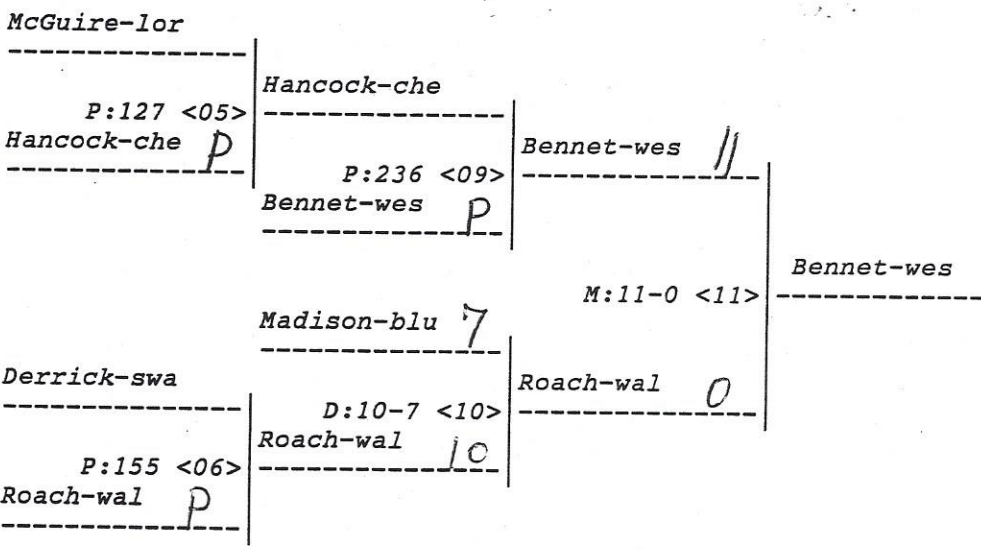 McGuire-lor
Hancock-che
P:127 <05>
Hancock-che P
Bennet-wes 11
P:236 <09>
Bennet-wes P
Bennet-wes
M:11-0 <11>
Madison-blu 7
Derrick-swa
Roach-wal 0
D:10-7 <10>
Roach-wal 10
P:155 <06>
Roach-wal P